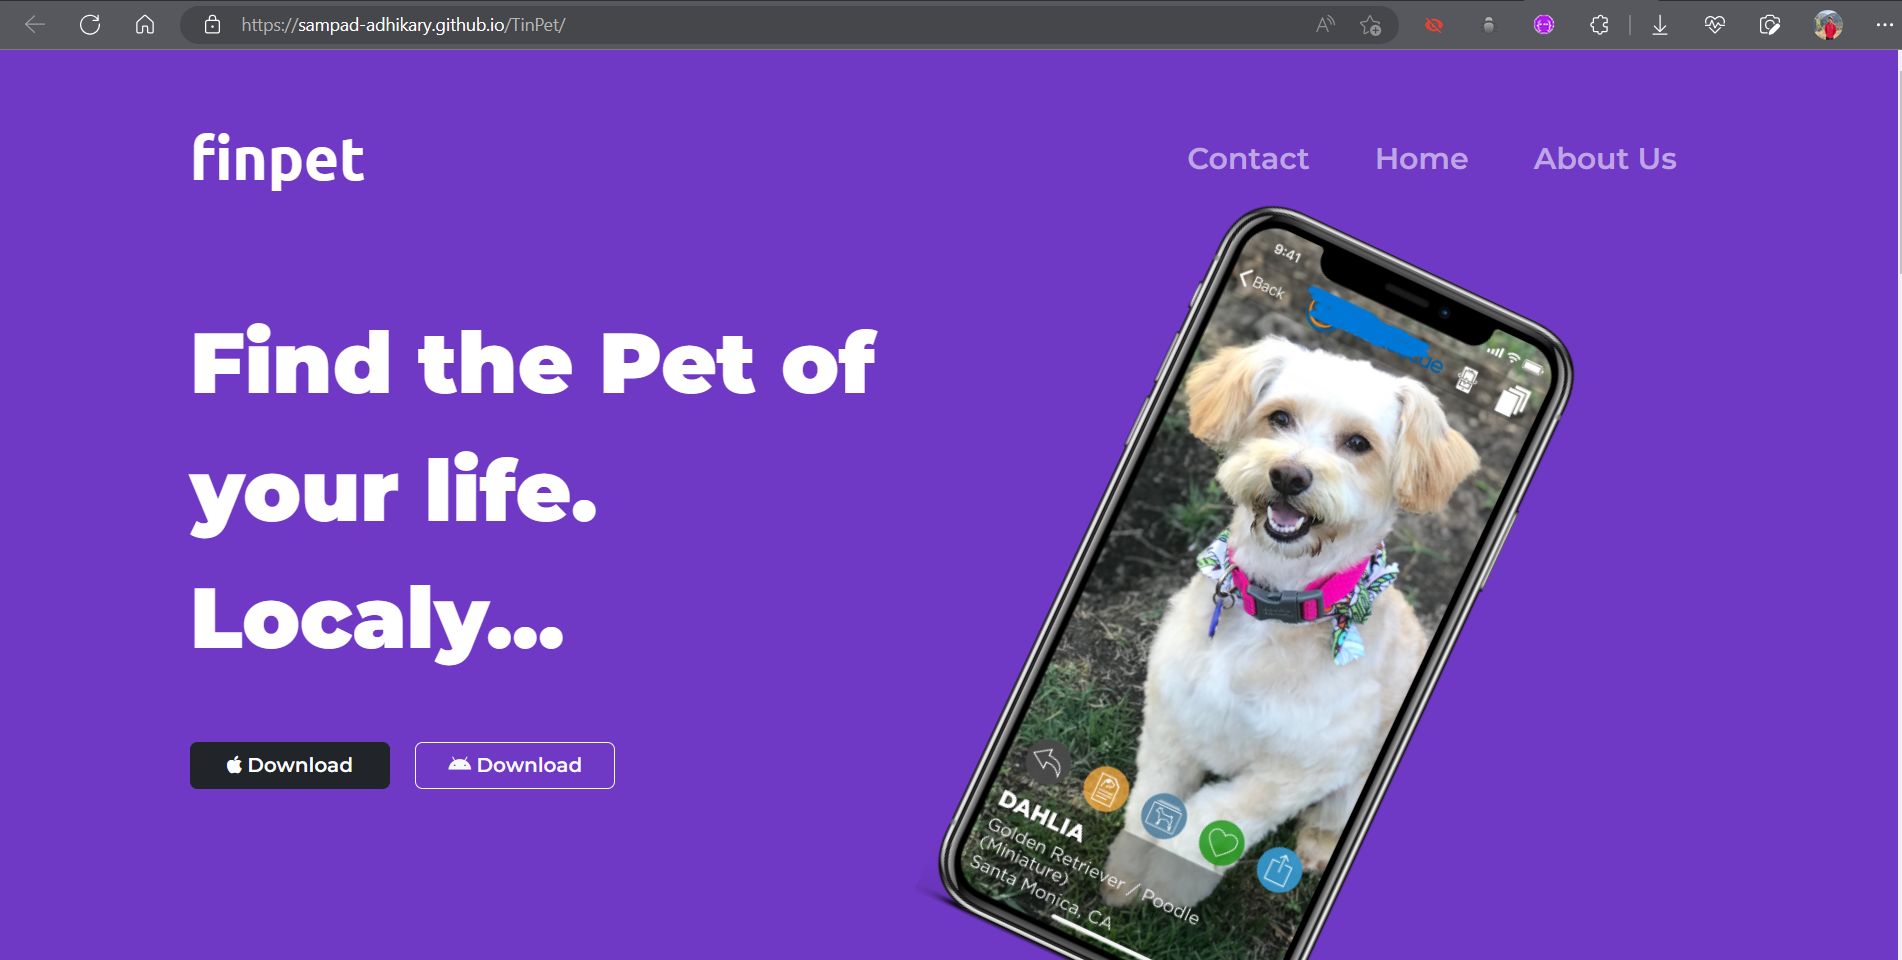 https://sampad-adhikary.github.io/TinPet/
finpet
Contact Home About Us
Find the Pet of
your life.
Localy...
Download Download
9:41
Back
DAHLIA
Golden Retriever / Poodle
(Miniature)
Santa Monica, CA